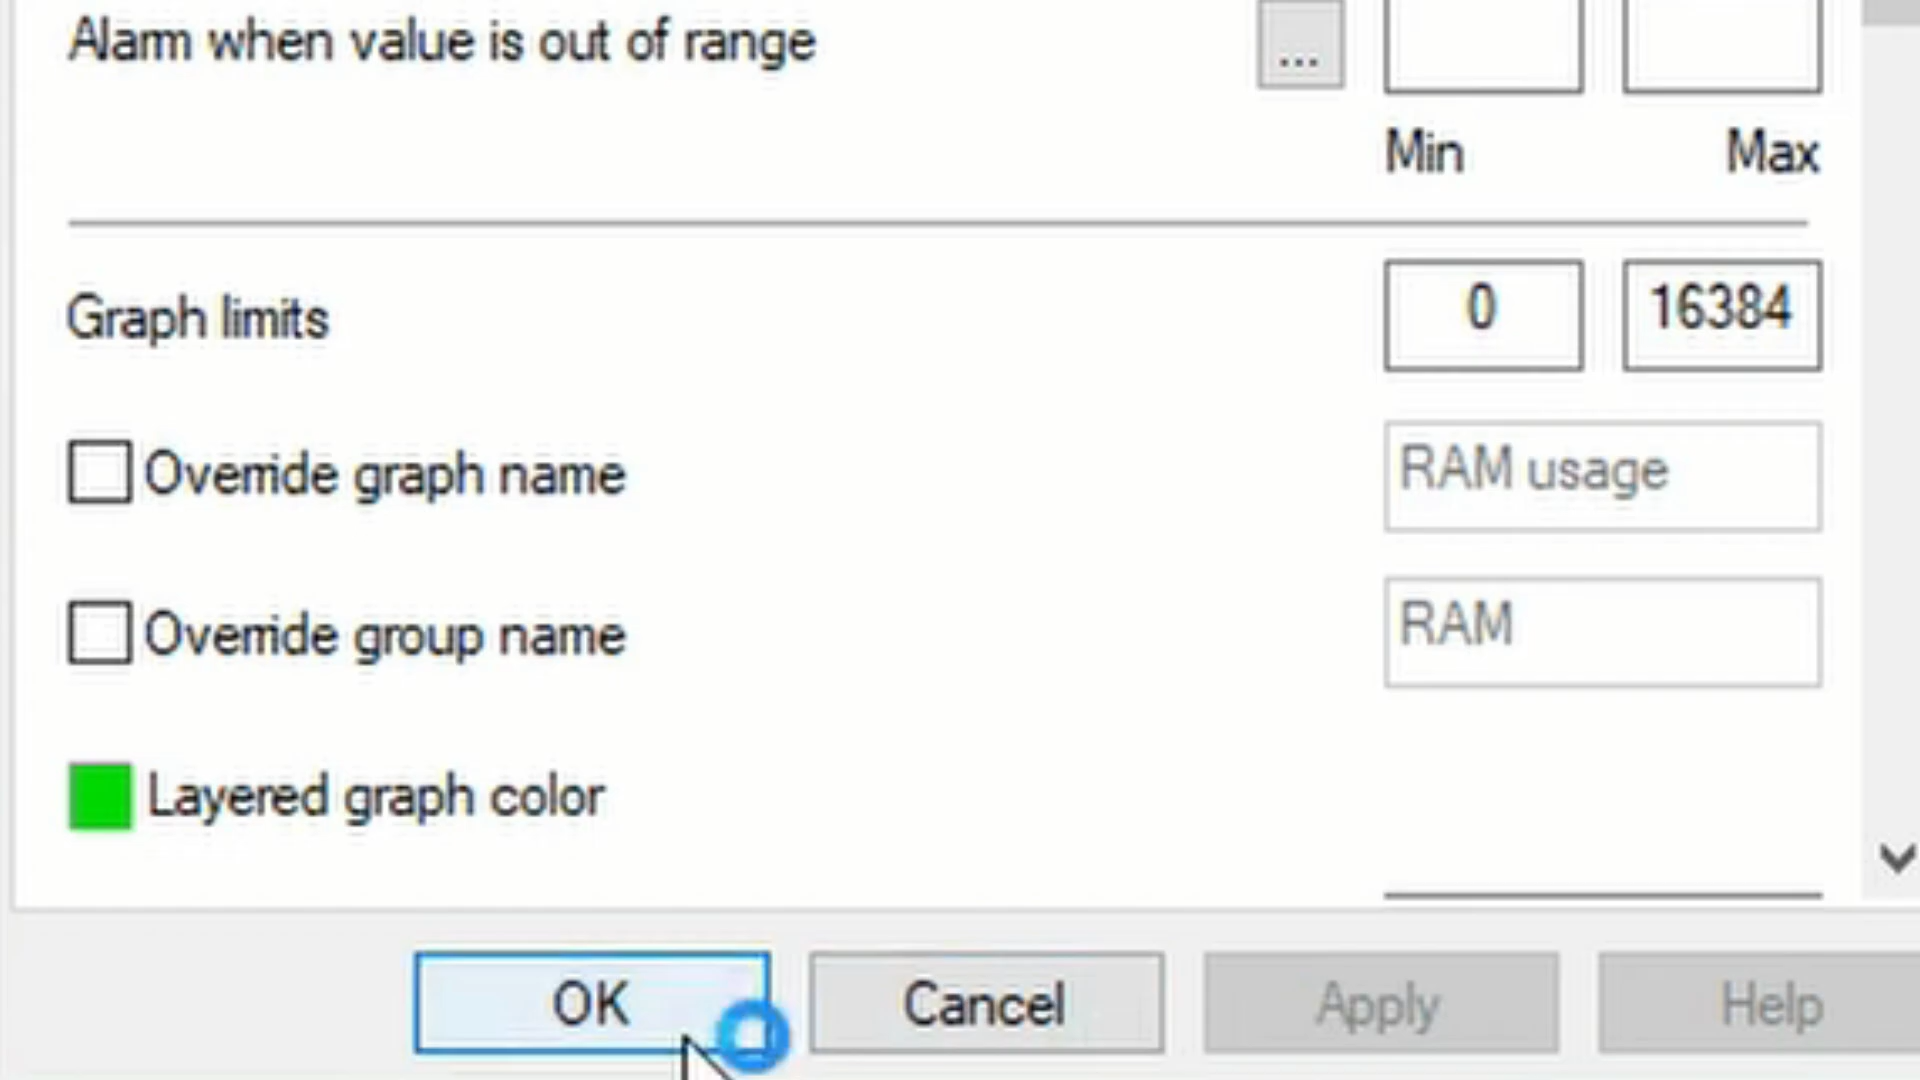 Alarm when value is out of range
...
Min Max
Graph limits 0 16384
Override graph name RAM usage
Override group name RAM
Layered graph color
OK Cancel Apply Help